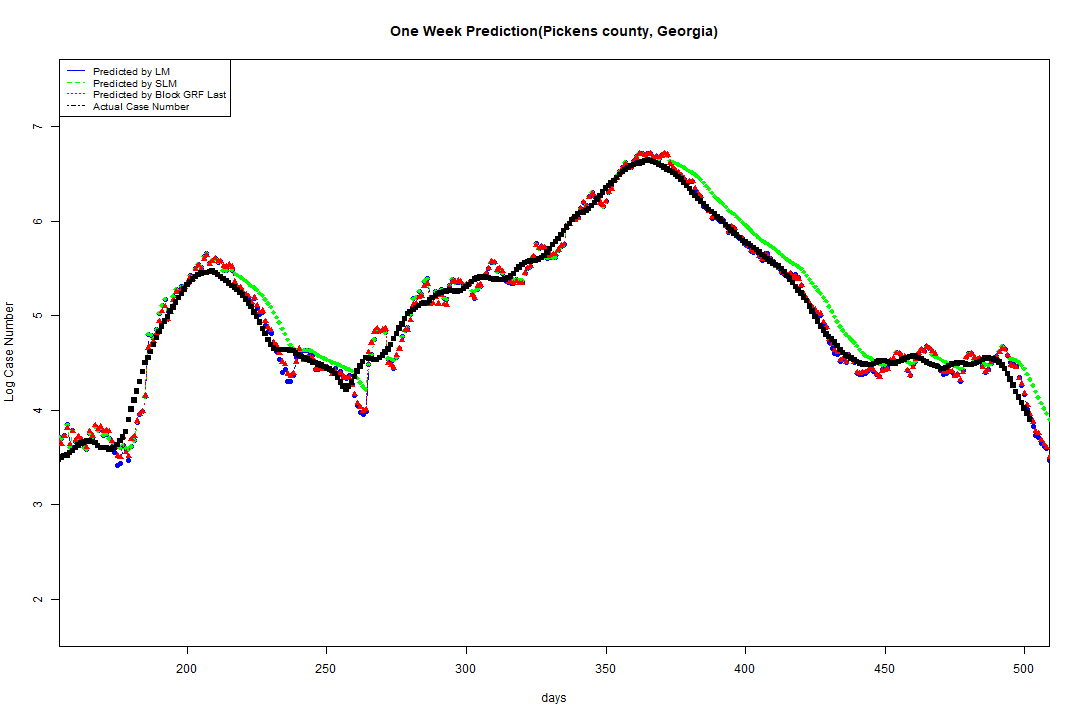 One Week Prediction(Pickens county, Georgia)
Predicted by LM
Predicted by SLM
Predicted by Block GRF Last
Actual Case Number
7
6
5
4
3
2
Log Case Number
200 250 300 350 400 450 500
days